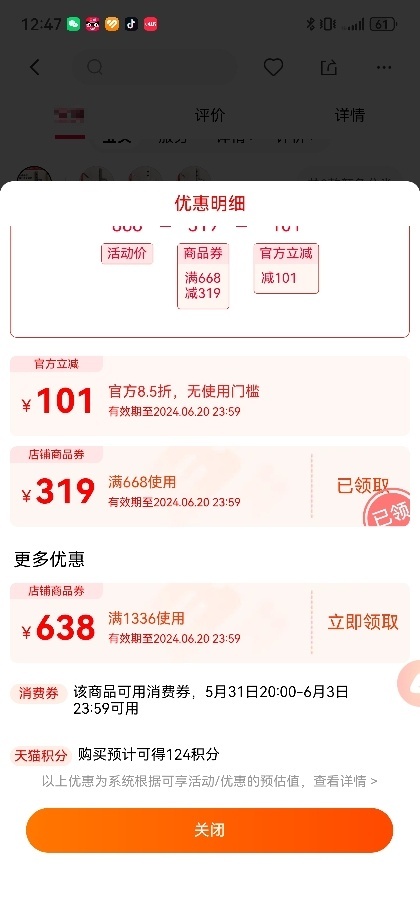 12:47
61
评价
详情
优惠明细
活动价
商品券
官方立减
满668
减319
减101
官方立减
¥101
官方8.5折，无使用门槛
有效期至2024.06.20 23:59
店铺商品券
¥319
满668使用
有效期至2024.06.20 23:59
已领取
已领
更多优惠
店铺商品券
¥638
满1336使用
有效期至2024.06.20 23:59
立即领取
消费券
该商品可用消费券，5月31日20:00-6月3日
23:59可用
天猫积分
购买预计可得124积分
以上优惠为系统根据可享活动/优惠的预估值，查看详情 >
关闭